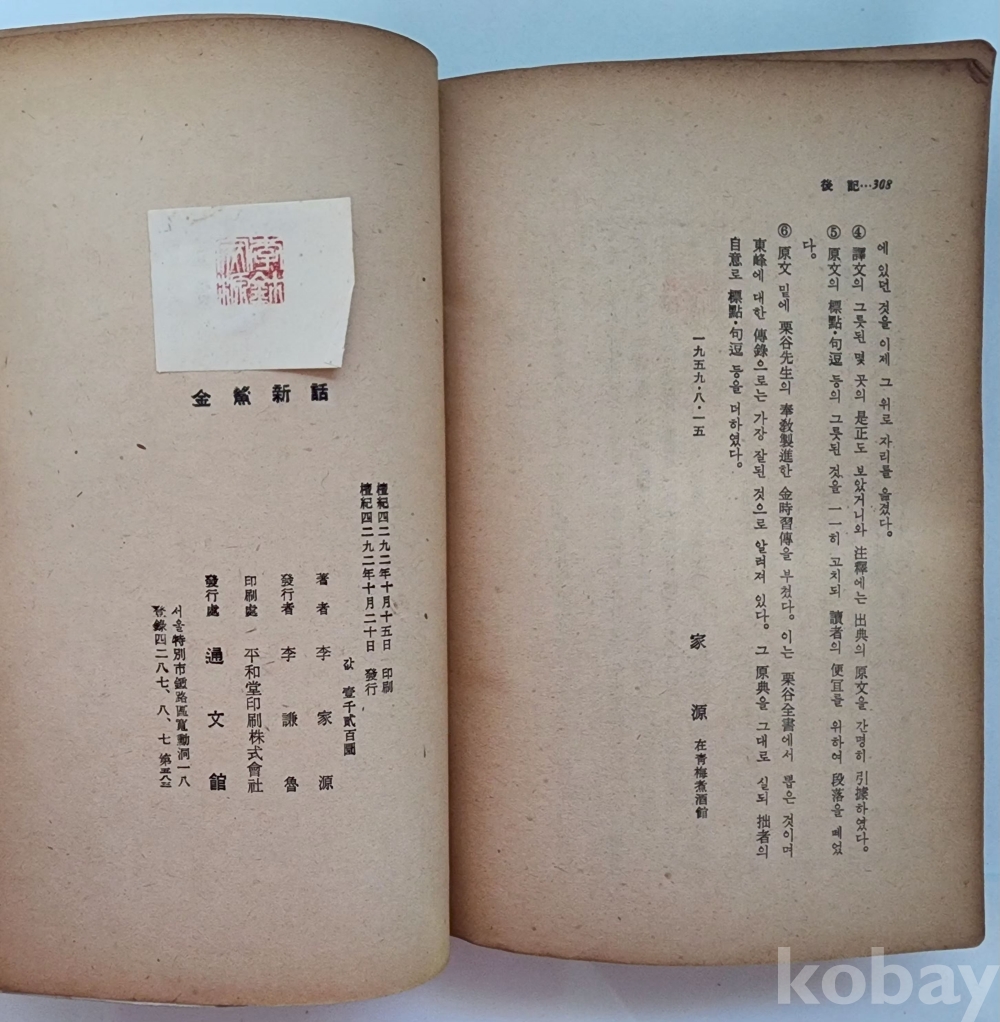 後記…308
에 있던 것을 이제 그 위로 자리를 옮겼다。
④ 譯文의 그릇된 몇 곳의 是正도 보았거니와 注釋에는 出典의 原文을 간명히 引據하였다。
⑤ 原文의 標點・句逗 등의 그릇된 것을 一一히 고치되 讀者의 便宜를 위하여 段落을 떼었
다。
⑥ 原文 밑에 栗谷先生의 奉敎製進한 金時習傳을 부쳤다。이는 栗谷全書에서 뽑은 것이며
東峰에 대한 傳錄으로는 가장 잘된 것으로 알려져 있다。그 原典을 그대로 실되 拙者의
自意로 標點・句逗 등을 더하였다。
一九五九・八・一五
家源 在靑梅煮酒館
金鰲新話
檀紀四二九二年十月十五日 印刷
檀紀四二九二年十月二十日 發行
값 壹千貳百圜
著者 李家源
發行者 李謙魯
印刷處 平和堂印刷株式會社
發行處 通文館
서울特別市鍾路區寬勳洞一八
登錄四二八七、八、七 第
kobay